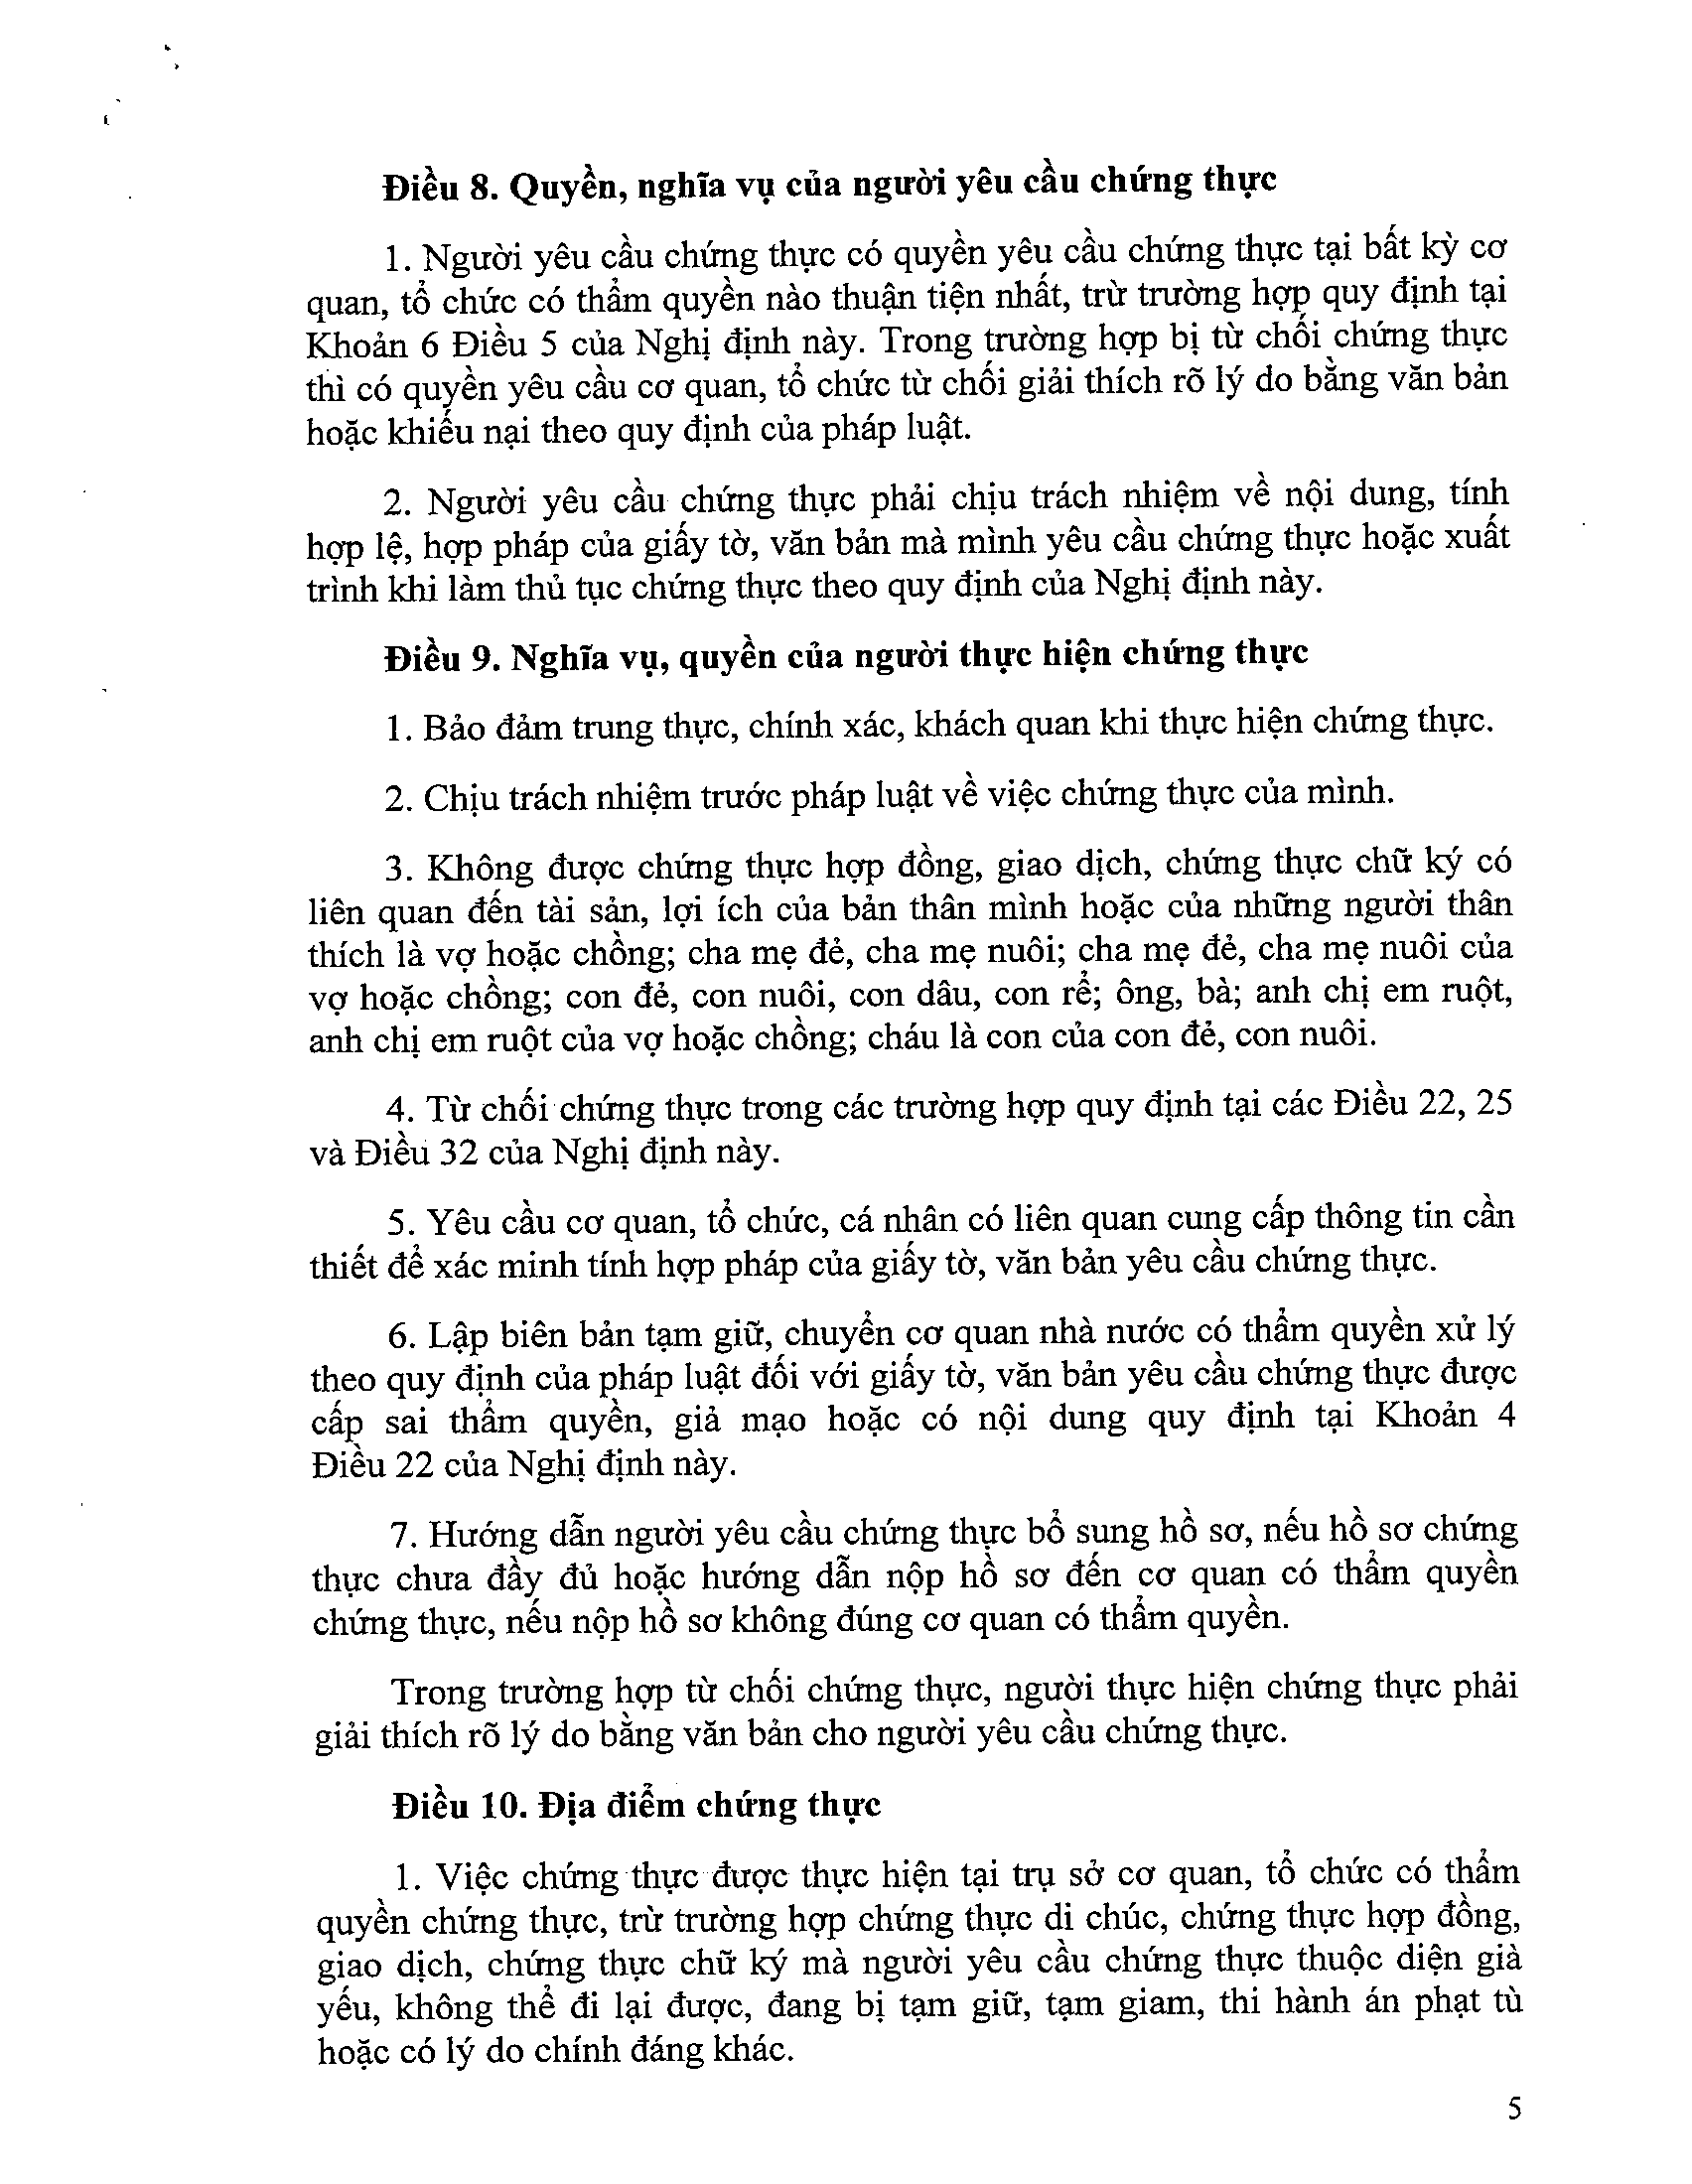 Điều 8. Quyền, nghĩa vụ của người yêu cầu chứng thực
1. Người yêu cầu chứng thực có quyền yêu cầu chứng thực tại bất kỳ cơ
quan, tổ chức có thẩm quyền nào thuận tiện nhất, trừ trường hợp quy định tại
Khoản 6 Điều 5 của Nghị định này. Trong trường hợp bị từ chối chứng thực
thì có quyền yêu cầu cơ quan, tổ chức từ chối giải thích rõ lý do bằng văn bản
hoặc khiếu nại theo quy định của pháp luật.
2. Người yêu cầu chứng thực phải chịu trách nhiệm về nội dung, tính
hợp lệ, hợp pháp của giấy tờ, văn bản mà mình yêu cầu chứng thực hoặc xuất
trình khi làm thủ tục chứng thực theo quy định của Nghị định này.
Điều 9. Nghĩa vụ, quyền của người thực hiện chứng thực
1. Bảo đảm trung thực, chính xác, khách quan khi thực hiện chứng thực.
2. Chịu trách nhiệm trước pháp luật về việc chứng thực của mình.
3. Không được chứng thực hợp đồng, giao dịch, chứng thực chữ ký có
liên quan đến tài sản, lợi ích của bản thân mình hoặc của những người thân
thích là vợ hoặc chồng; cha mẹ đẻ, cha mẹ nuôi; cha mẹ đẻ, cha mẹ nuôi của
vợ hoặc chồng; con đẻ, con nuôi, con dâu, con rể; ông, bà; anh chị em ruột,
anh chị em ruột của vợ hoặc chồng; cháu là con của con đẻ, con nuôi.
4. Từ chối chứng thực trong các trường hợp quy định tại các Điều 22, 25
và Điều 32 của Nghị định này.
5. Yêu cầu cơ quan, tổ chức, cá nhân có liên quan cung cấp thông tin cần
thiết để xác minh tính hợp pháp của giấy tờ, văn bản yêu cầu chứng thực.
6. Lập biên bản tạm giữ, chuyển cơ quan nhà nước có thẩm quyền xử lý
theo quy định của pháp luật đối với giấy tờ, văn bản yêu cầu chứng thực được
cấp sai thẩm quyền, giả mạo hoặc có nội dung quy định tại Khoản 4
Điều 22 của Nghị định này.
7. Hướng dẫn người yêu cầu chứng thực bổ sung hồ sơ, nếu hồ sơ chứng
thực chưa đầy đủ hoặc hướng dẫn nộp hồ sơ đến cơ quan có thẩm quyền
chứng thực, nếu nộp hồ sơ không đúng cơ quan có thẩm quyền.
Trong trường hợp từ chối chứng thực, người thực hiện chứng thực phải
giải thích rõ lý do bằng văn bản cho người yêu cầu chứng thực.
Điều 10. Địa điểm chứng thực
1. Việc chứng thực được thực hiện tại trụ sở cơ quan, tổ chức có thẩm
quyền chứng thực, trừ trường hợp chứng thực di chúc, chứng thực hợp đồng,
giao dịch, chứng thực chữ ký mà người yêu cầu chứng thực thuộc diện già
yếu, không thể đi lại được, đang bị tạm giữ, tạm giam, thi hành án phạt tù
hoặc có lý do chính đáng khác.
5